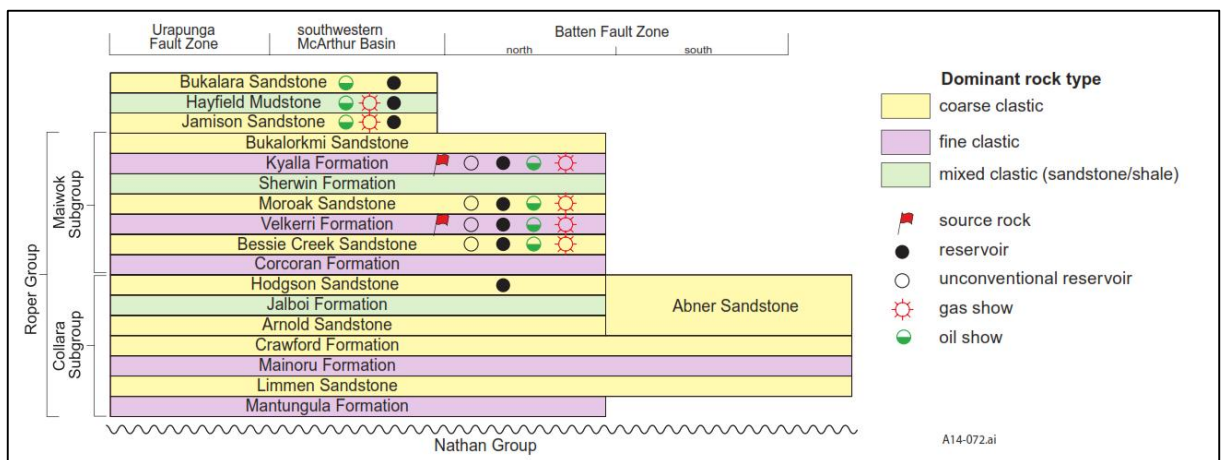 Urapunga
Fault Zone
southwestern
McArthur Basin
Batten Fault Zone
north
south
Bukalara Sandstone
Hayfield Mudstone
Jamison Sandstone
Bukalorkmi Sandstone
Kyalla Formation
Sherwin Formation
Moroak Sandstone
Velkerri Formation
Bessie Creek Sandstone
Corcoran Formation
Hodgson Sandstone
Jalboi Formation
Arnold Sandstone
Abner Sandstone
Crawford Formation
Mainoru Formation
Limmen Sandstone
Mantungula Formation
Nathan Group
Roper Group
Maiwok
Subgroup
Collara
Subgroup
Dominant rock type
coarse clastic
fine clastic
mixed clastic (sandstone/shale)
source rock
reservoir
unconventional reservoir
gas show
oil show
A14-072.ai